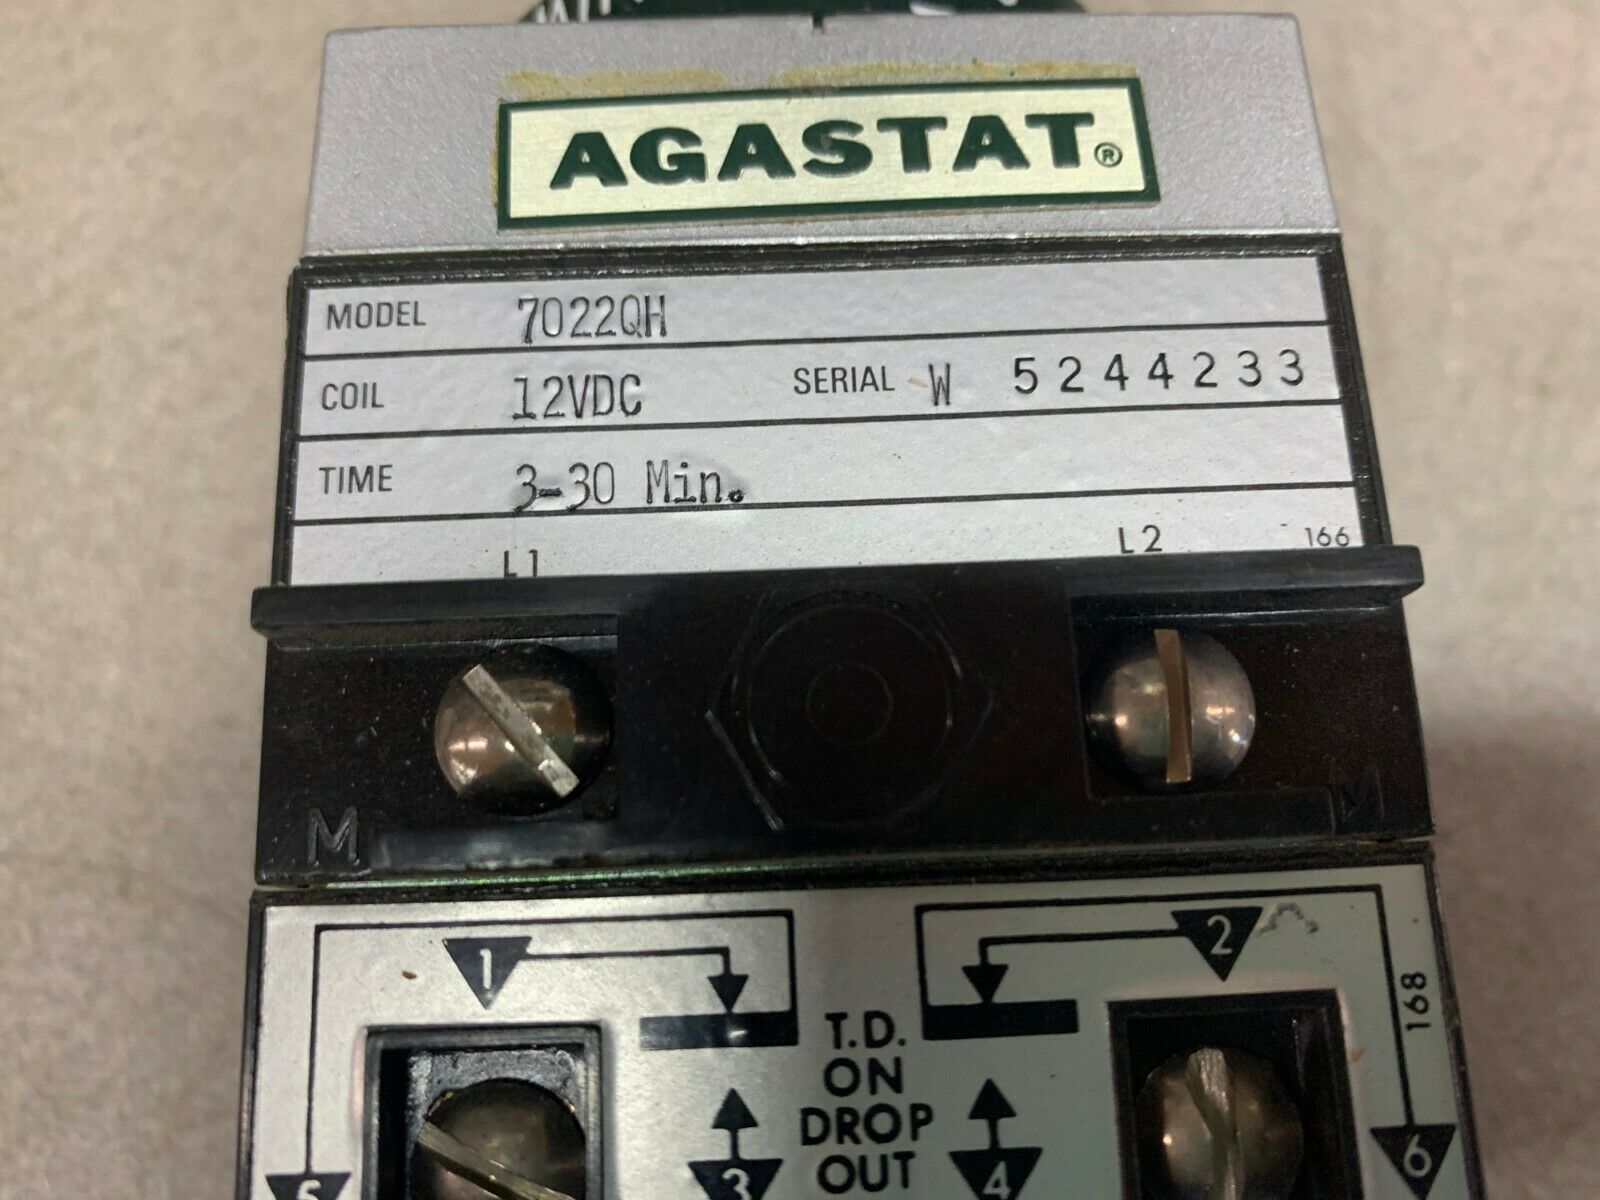 AGASTAT®
MODEL 7022QH
COIL 12VDC SERIAL W 5244233
TIME 3-30 Min.
L1 L2 166
M M
1 2
168
T.D.
ON
DROP
OUT
3 4
5 6